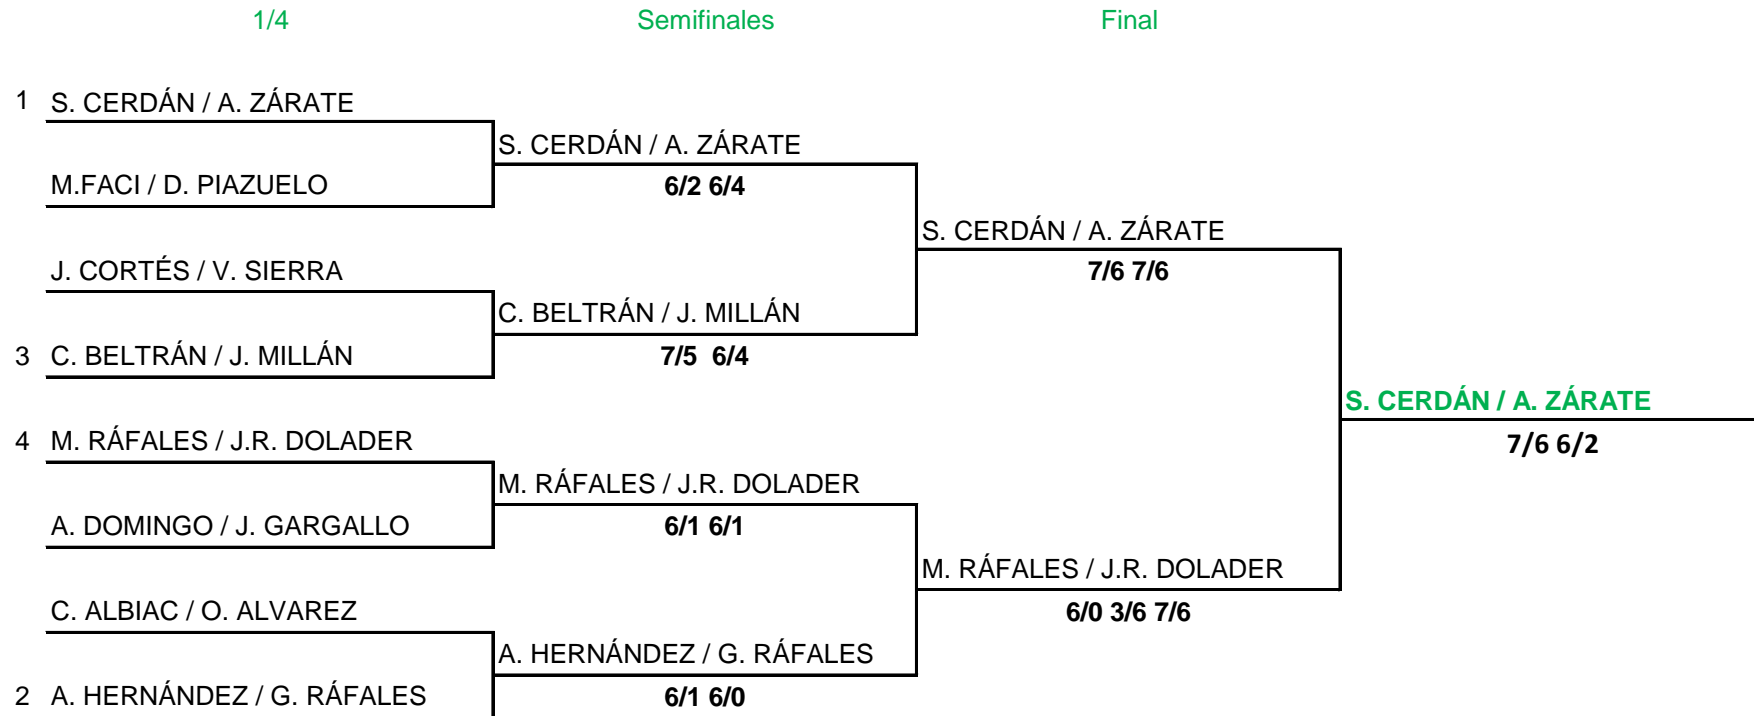 1/4 Semifinales Final
1 S. CERDÁN / A. ZÁRATE
S. CERDÁN / A. ZÁRATE
M.FACI / D. PIAZUELO 6/2 6/4
S. CERDÁN / A. ZÁRATE
J. CORTÉS / V. SIERRA 7/6 7/6
C. BELTRÁN / J. MILLÁN
3 C. BELTRÁN / J. MILLÁN 7/5 6/4
S. CERDÁN / A. ZÁRATE
4 M. RÁFALES / J.R. DOLADER 7/6 6/2
M. RÁFALES / J.R. DOLADER
A. DOMINGO / J. GARGALLO 6/1 6/1
M. RÁFALES / J.R. DOLADER
C. ALBIAC / O. ALVAREZ 6/0 3/6 7/6
A. HERNÁNDEZ / G. RÁFALES
2 A. HERNÁNDEZ / G. RÁFALES 6/1 6/0